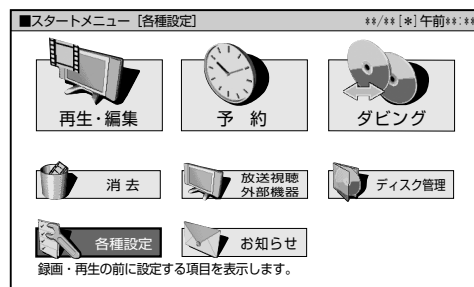 ■スタートメニュー [各種設定]
**/**[*]午前**:**
再生・編集
予 約
ダビング
消 去
放送視聴
外部機器
ディスク管理
各種設定
お知らせ
録画・再生の前に設定する項目を表示します。